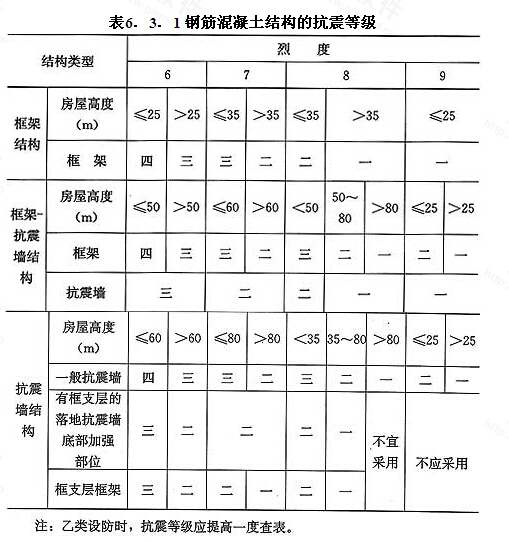 表6．3．1钢筋混凝土结构的抗震等级
结构类型 烈 度
6 7 8 9
框架结构 房屋高度（m） ≤25 >25 ≤35 >35 ≤35 >35 ≤25
框 架 四 三 三 二 二 一 一
框架-抗震墙结构 房屋高度（m） ≤50 >50 ≤60 >60 <50 50～80 >80 ≤25 >25
框架 四 三 三 二 三 二 一 二 一
抗震墙 三 二 二 一 一
抗震墙结构 房屋高度（m） ≤60 >60 ≤80 >80 <35 35～80 >80 ≤25 >25
一般抗震墙 四 三 三 二 三 二 一 二 一
有框支层的落地抗震墙底部加强部位 三 二 二 二 一 不宜采用 不应采用
框支层框架 三 二 二 一 二 一
注：乙类设防时，抗震等级应提高一度查表。